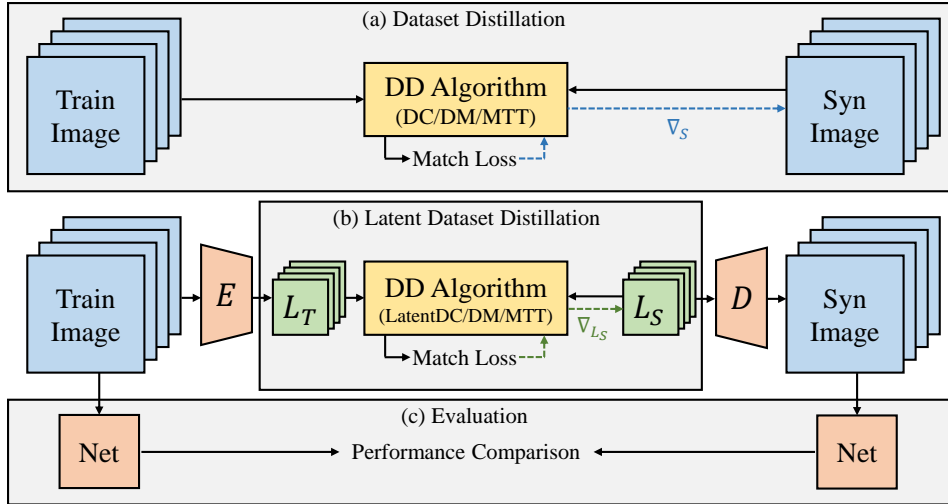 (a) Dataset Distillation
Train
Image
DD Algorithm
(DC/DM/MTT)
Match Loss
∇S
Syn
Image
(b) Latent Dataset Distillation
Train
Image
E
LT
DD Algorithm
(LatentDC/DM/MTT)
Match Loss
∇LS
LS
D
Syn
Image
(c) Evaluation
Net
Performance Comparison
Net